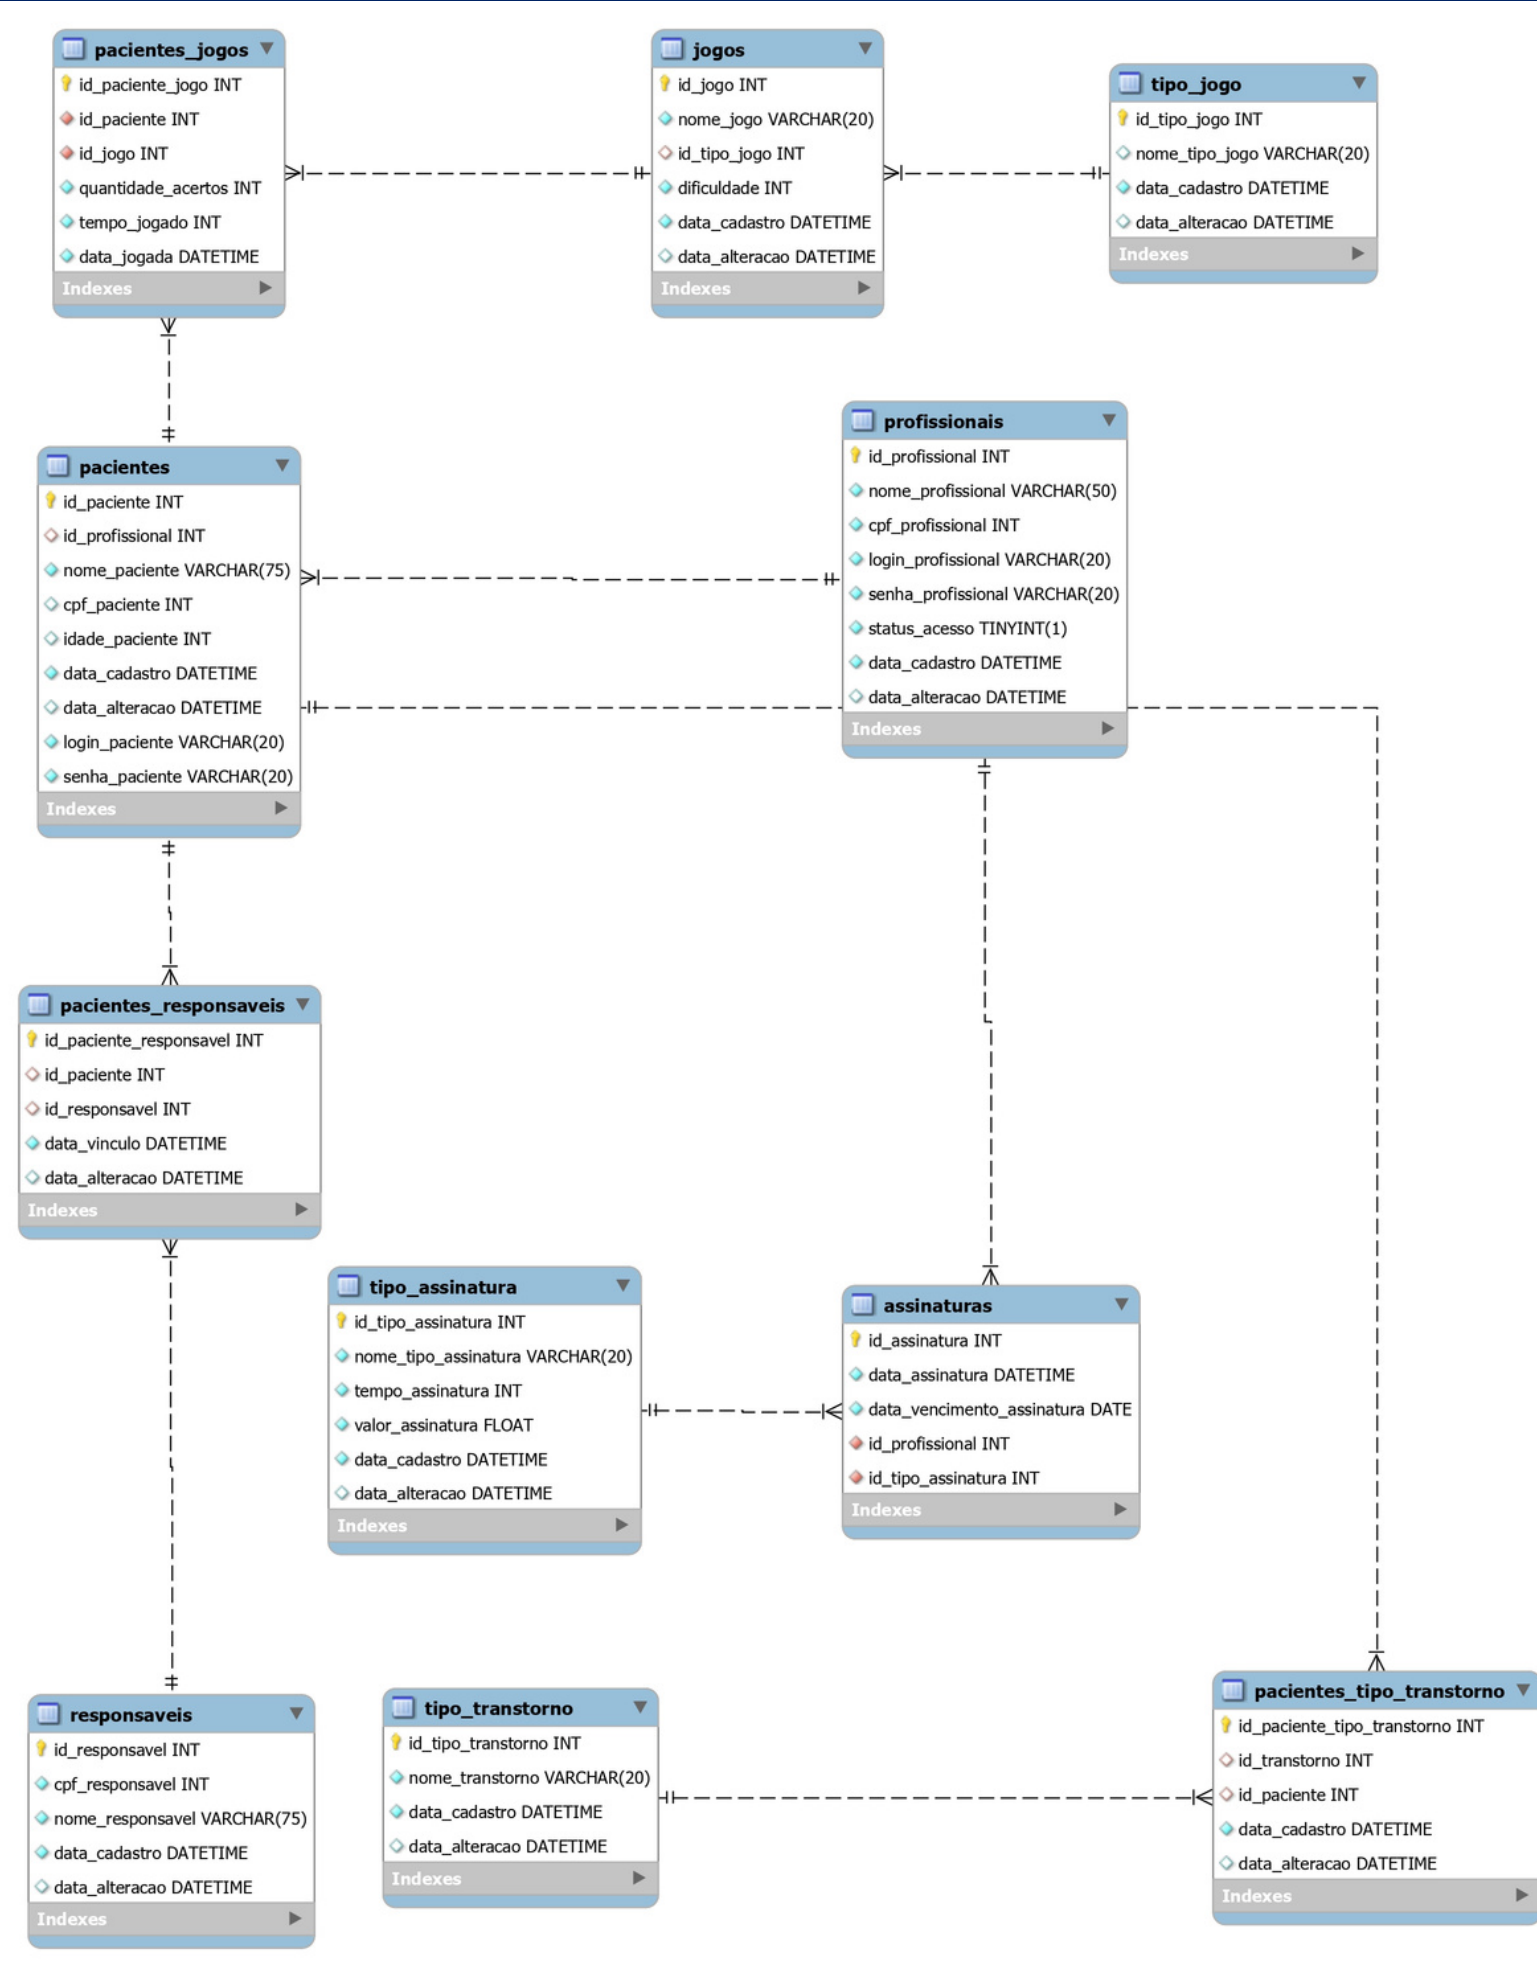 pacientes_jogos
id_paciente_jogo INT
id_paciente INT
id_jogo INT
quantidade_acertos INT
tempo_jogado INT
data_jogada DATETIME
Indexes
jogos
id_jogo INT
nome_jogo VARCHAR(20)
id_tipo_jogo INT
dificuldade INT
data_cadastro DATETIME
data_alteracao DATETIME
Indexes
tipo_jogo
id_tipo_jogo INT
nome_tipo_jogo VARCHAR(20)
data_cadastro DATETIME
data_alteracao DATETIME
Indexes
pacientes
id_paciente INT
id_profissional INT
nome_paciente VARCHAR(75)
cpf_paciente INT
idade_paciente INT
data_cadastro DATETIME
data_alteracao DATETIME
login_paciente VARCHAR(20)
senha_paciente VARCHAR(20)
Indexes
profissionais
id_profissional INT
nome_profissional VARCHAR(50)
cpf_profissional INT
login_profissional VARCHAR(20)
senha_profissional VARCHAR(20)
status_acesso TINYINT(1)
data_cadastro DATETIME
data_alteracao DATETIME
Indexes
pacientes_responsaveis
id_paciente_responsavel INT
id_paciente INT
id_responsavel INT
data_vinculo DATETIME
data_alteracao DATETIME
Indexes
tipo_assinatura
id_tipo_assinatura INT
nome_tipo_assinatura VARCHAR(20)
tempo_assinatura INT
valor_assinatura FLOAT
data_cadastro DATETIME
data_alteracao DATETIME
Indexes
assinaturas
id_assinatura INT
data_assinatura DATETIME
data_vencimento_assinatura DATE
id_profissional INT
id_tipo_assinatura INT
Indexes
responsaveis
id_responsavel INT
cpf_responsavel INT
nome_responsavel VARCHAR(75)
data_cadastro DATETIME
data_alteracao DATETIME
Indexes
tipo_transtorno
id_tipo_transtorno INT
nome_transtorno VARCHAR(20)
data_cadastro DATETIME
data_alteracao DATETIME
Indexes
pacientes_tipo_transtorno
id_paciente_tipo_transtorno INT
id_transtorno INT
id_paciente INT
data_cadastro DATETIME
data_alteracao DATETIME
Indexes